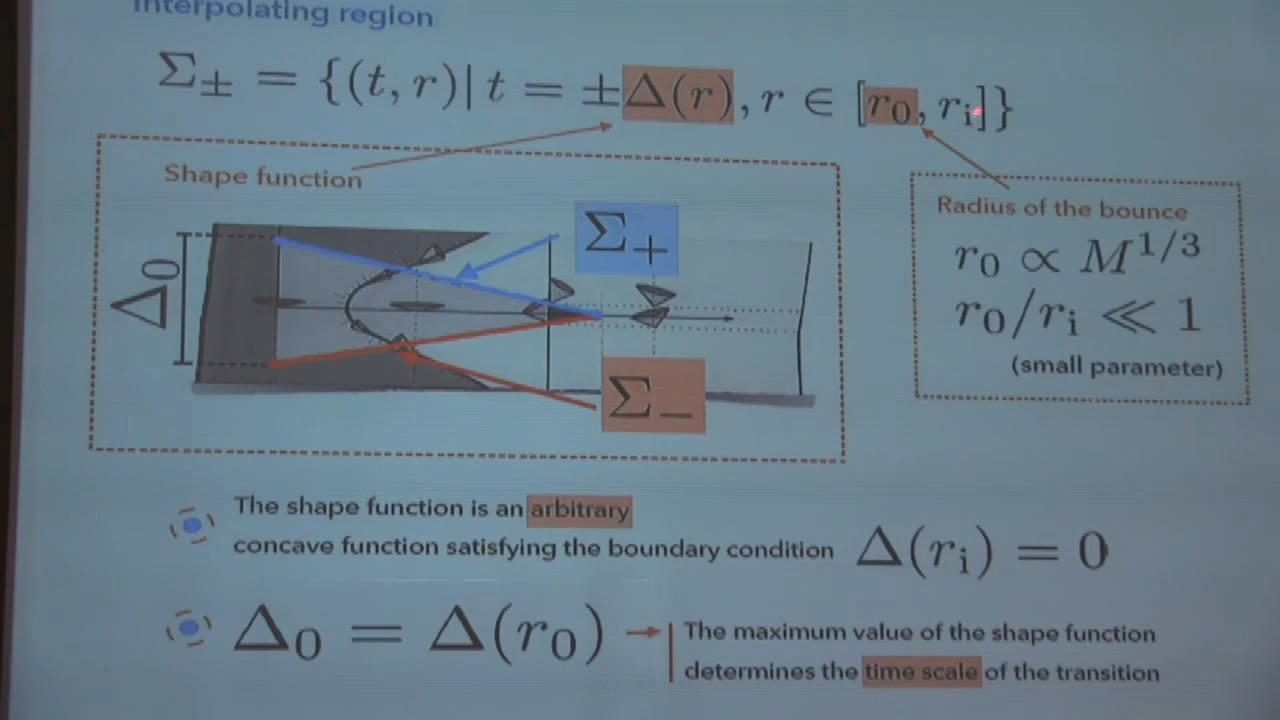 Interpolating region
Σ± = {(t, r)| t = ±Δ(r), r ∈ [r₀, rᵢ]}
Shape function
Σ₊
Δ₀
Σ₋
Radius of the bounce
r₀ ∝ M^{1/3}
r₀/rᵢ ≪ 1
(small parameter)
The shape function is an arbitrary
concave function satisfying the boundary condition Δ(rᵢ) = 0
Δ₀ = Δ(r₀)
The maximum value of the shape function
determines the time scale of the transition